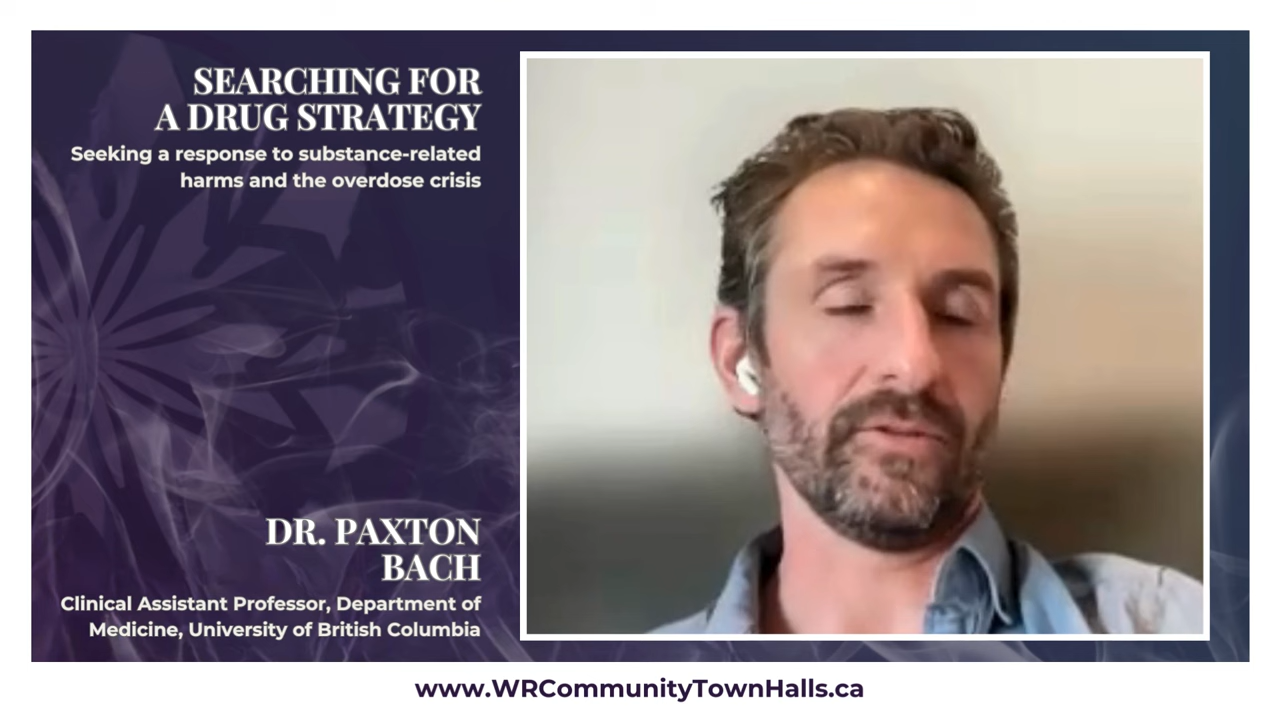 SEARCHING FOR
A DRUG STRATEGY
Seeking a response to substance-related
harms and the overdose crisis
DR. PAXTON
BACH
Clinical Assistant Professor, Department of
Medicine, University of British Columbia
www.WRCommunityTownHalls.ca